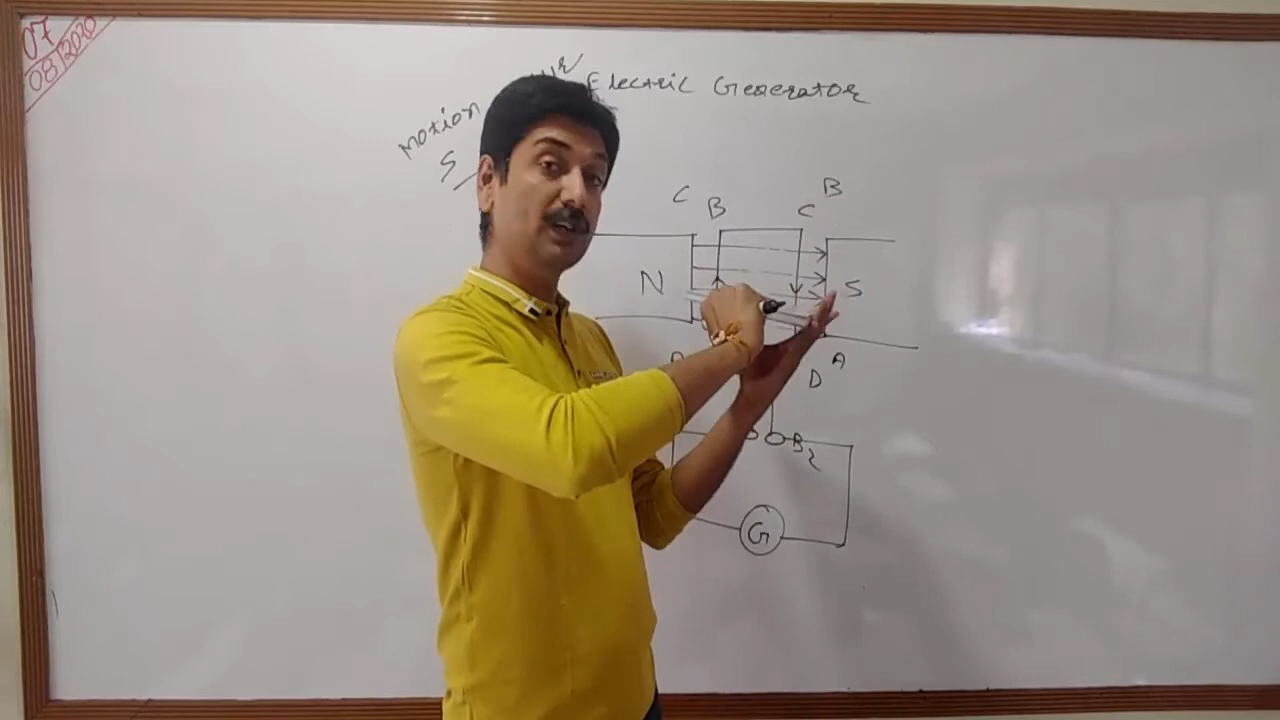 07
08/2020
Electric Generator
Motion
S
C B C B
N S
D A
B2
G